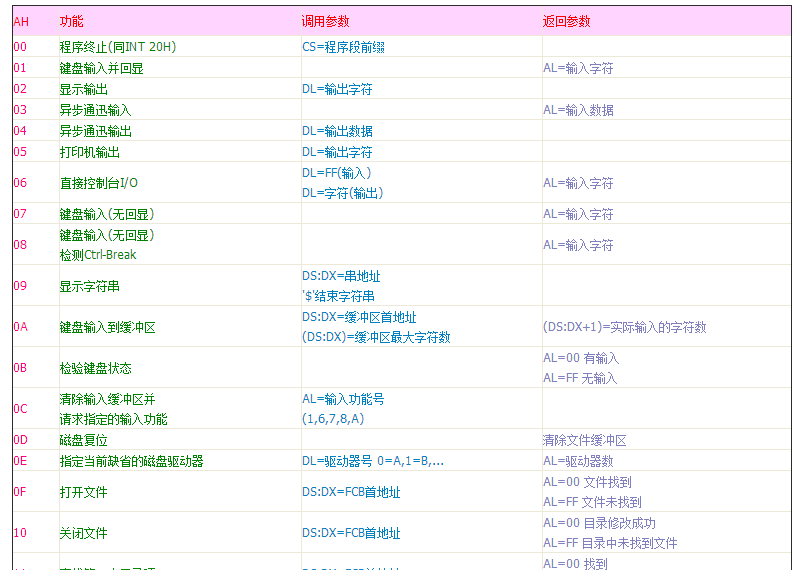 AH 功能 调用参数 返回参数
00 程序终止(同INT 20H) CS=程序段前缀
01 键盘输入并回显 AL=输入字符
02 显示输出 DL=输出字符
03 异步通迅输入 AL=输入数据
04 异步通迅输出 DL=输出数据
05 打印机输出 DL=输出字符
06 直接控制台I/O DL=FF(输入)
DL=字符(输出) AL=输入字符
07 键盘输入(无回显) AL=输入字符
08 键盘输入(无回显)
检测Ctrl-Break AL=输入字符
09 显示字符串 DS:DX=串地址
'$'结束字符串
0A 键盘输入到缓冲区 DS:DX=缓冲区首地址
(DS:DX)=缓冲区最大字符数 (DS:DX+1)=实际输入的字符数
0B 检验键盘状态 AL=00 有输入
AL=FF 无输入
0C 清除输入缓冲区并
请求指定的输入功能 AL=输入功能号
(1,6,7,8,A)
0D 磁盘复位 清除文件缓冲区
0E 指定当前缺省的磁盘驱动器 DL=驱动器号 0=A,1=B,... AL=驱动器数
0F 打开文件 DS:DX=FCB首地址 AL=00 文件找到
AL=FF 文件未找到
10 关闭文件 DS:DX=FCB首地址 AL=00 目录修改成功
AL=FF 目录中未找到文件
AL=00 找到